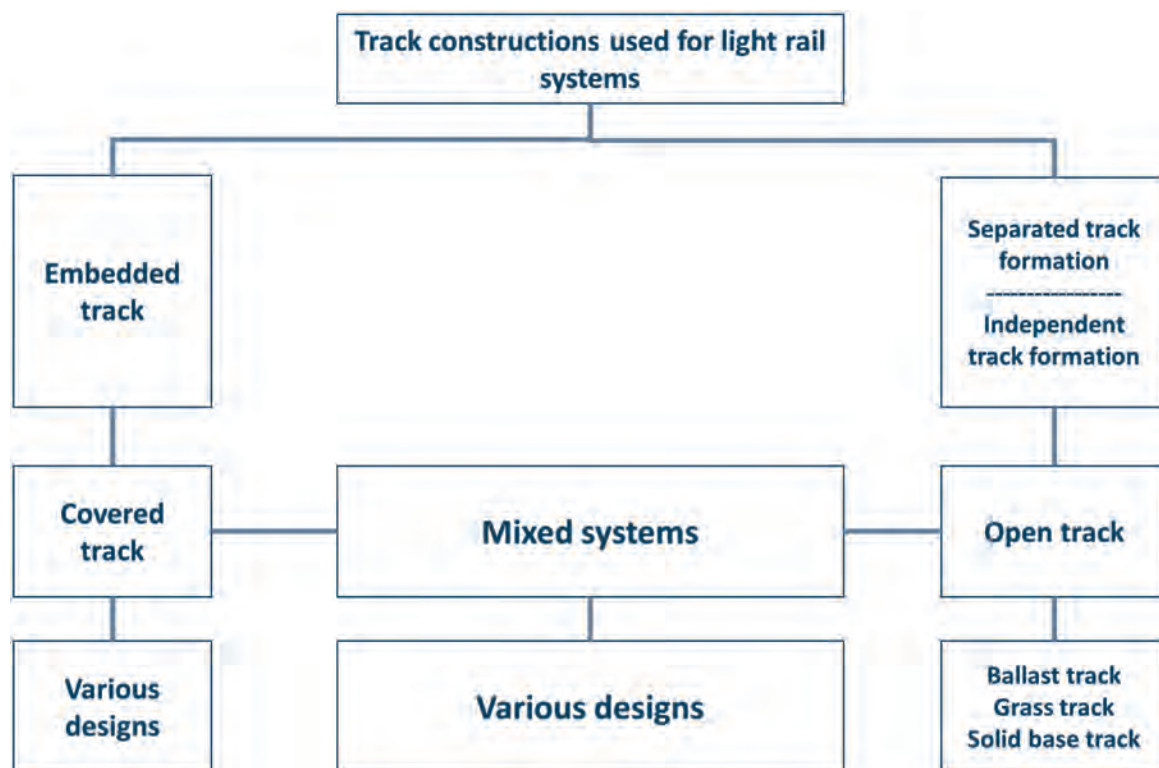 Track constructions used for light rail
systems
Embedded
track
Separated track
formation
----------------
Independent
track formation
Covered
track
Mixed systems
Open track
Various
designs
Various designs
Ballast track
Grass track
Solid base track